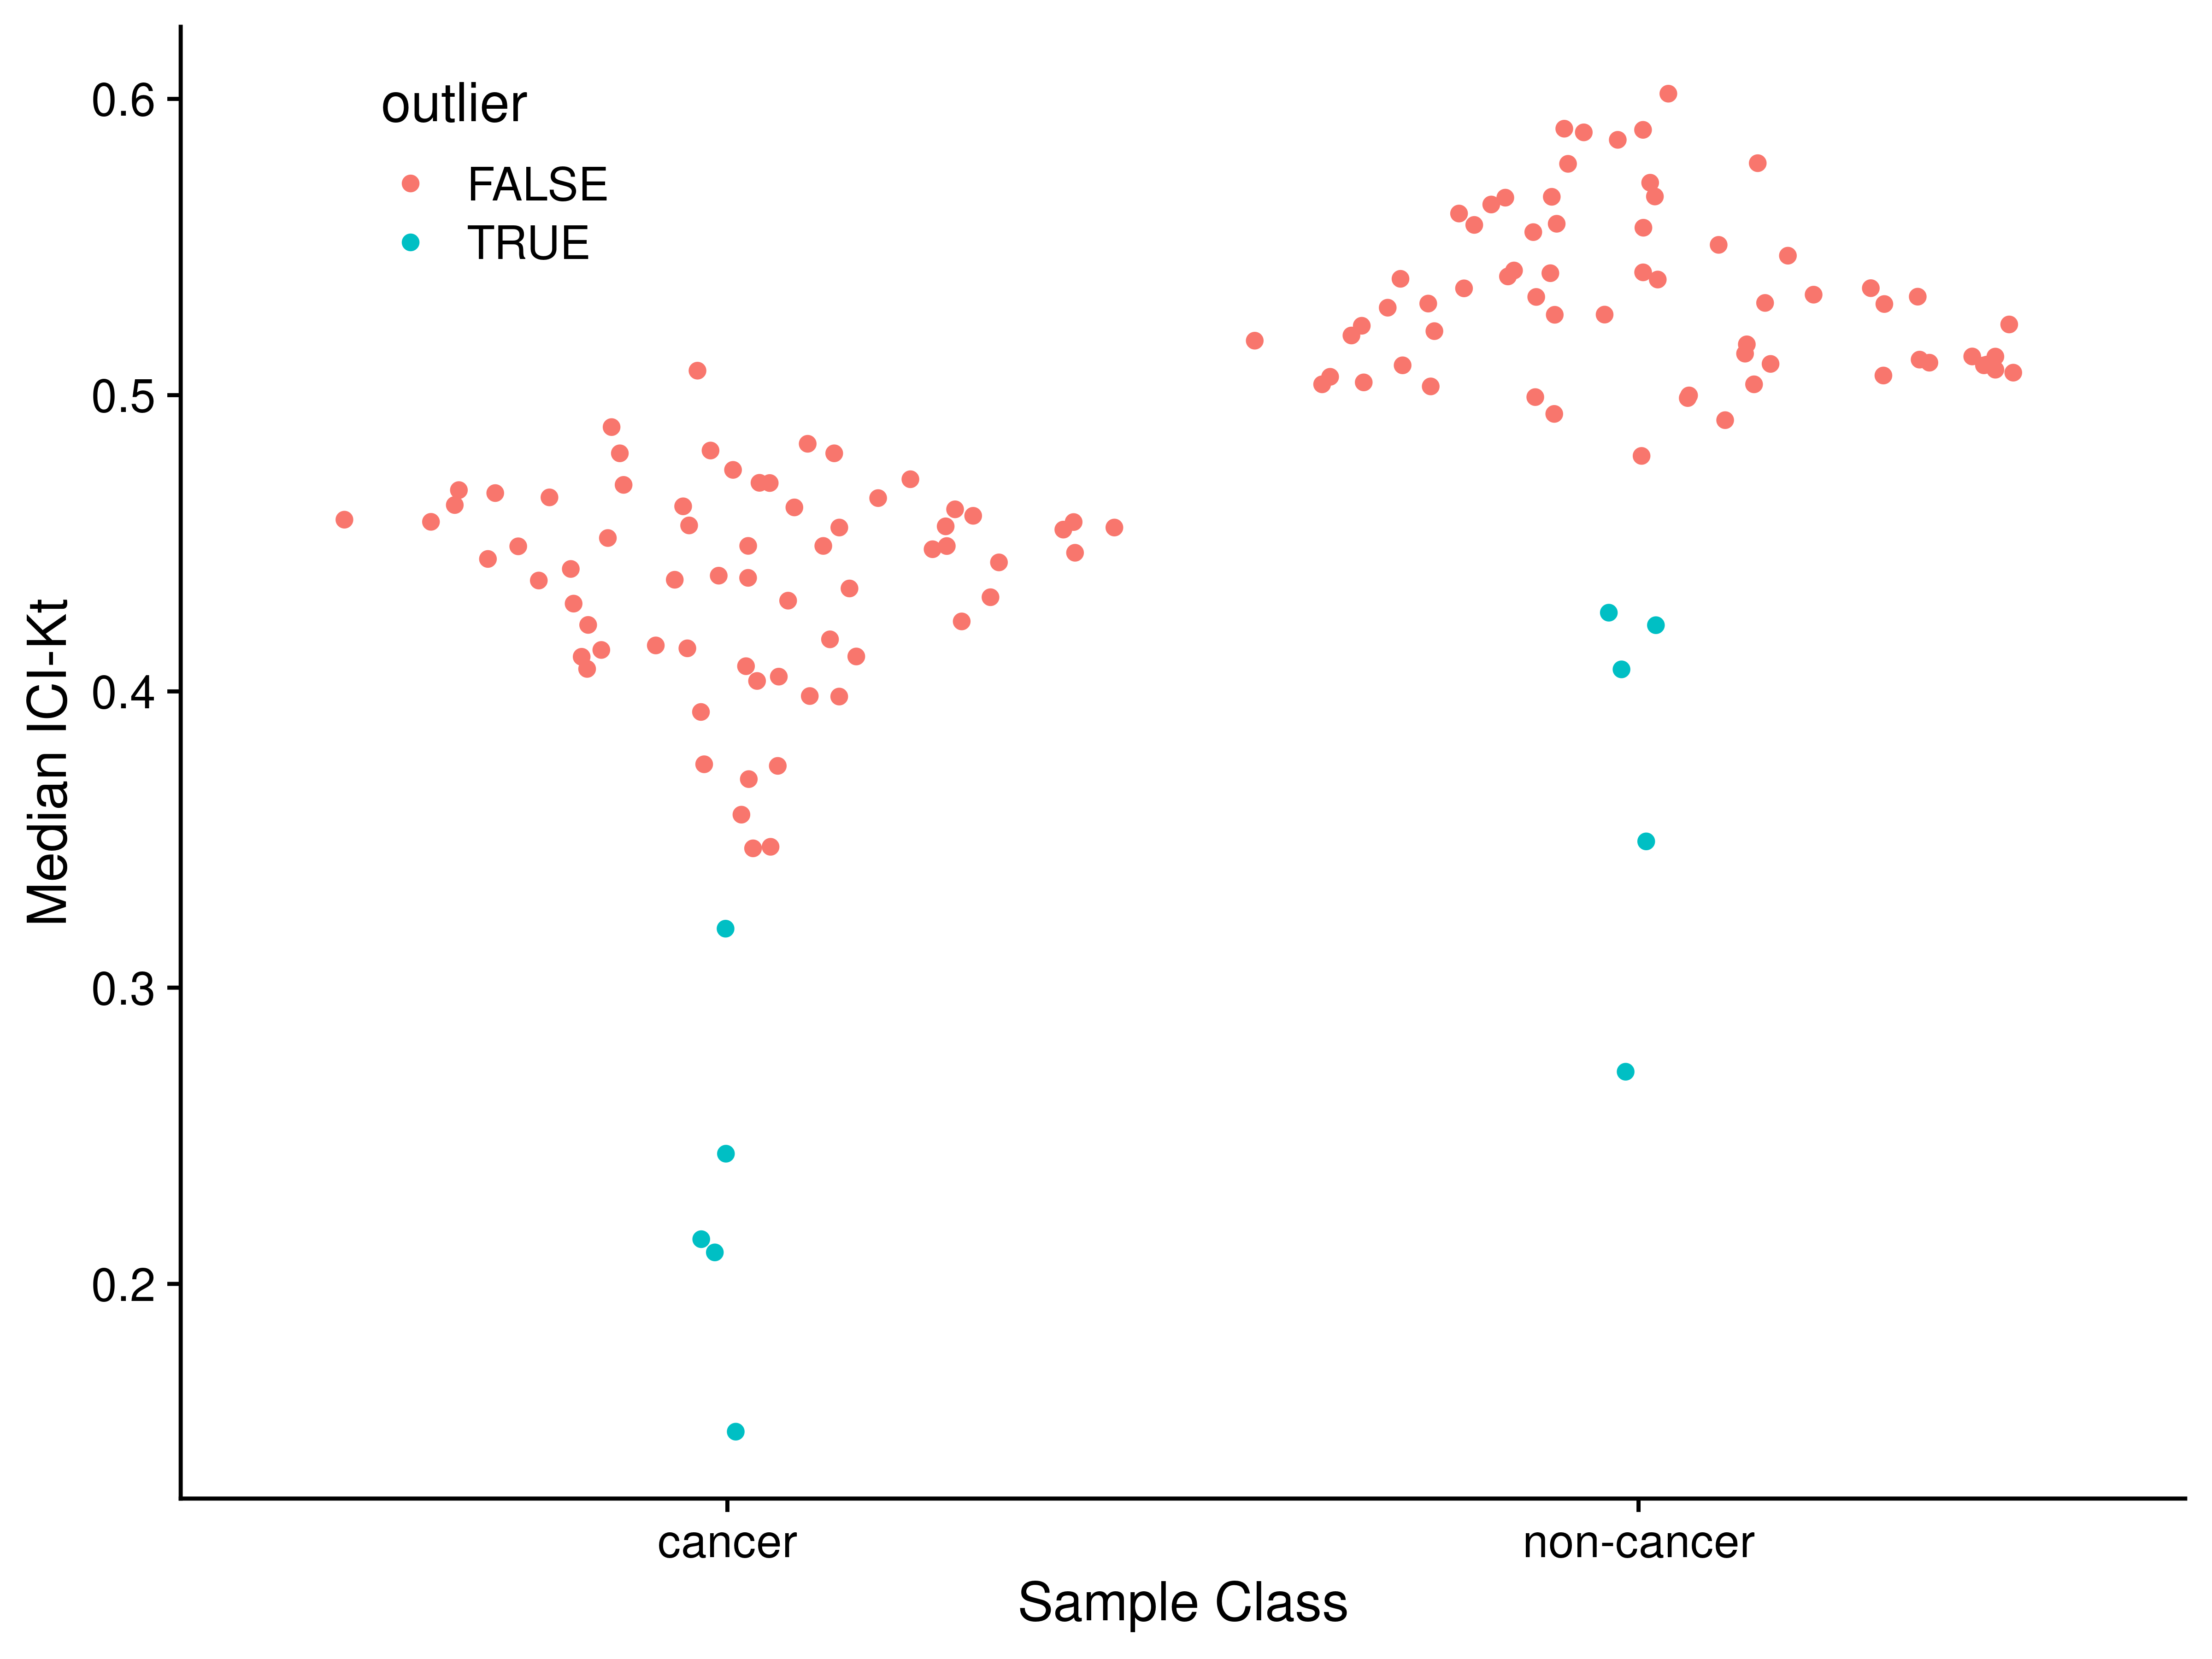 outlier
FALSE
TRUE
0.6
0.5
0.4
0.3
0.2
Median ICI-Kt
cancer
non-cancer
Sample Class